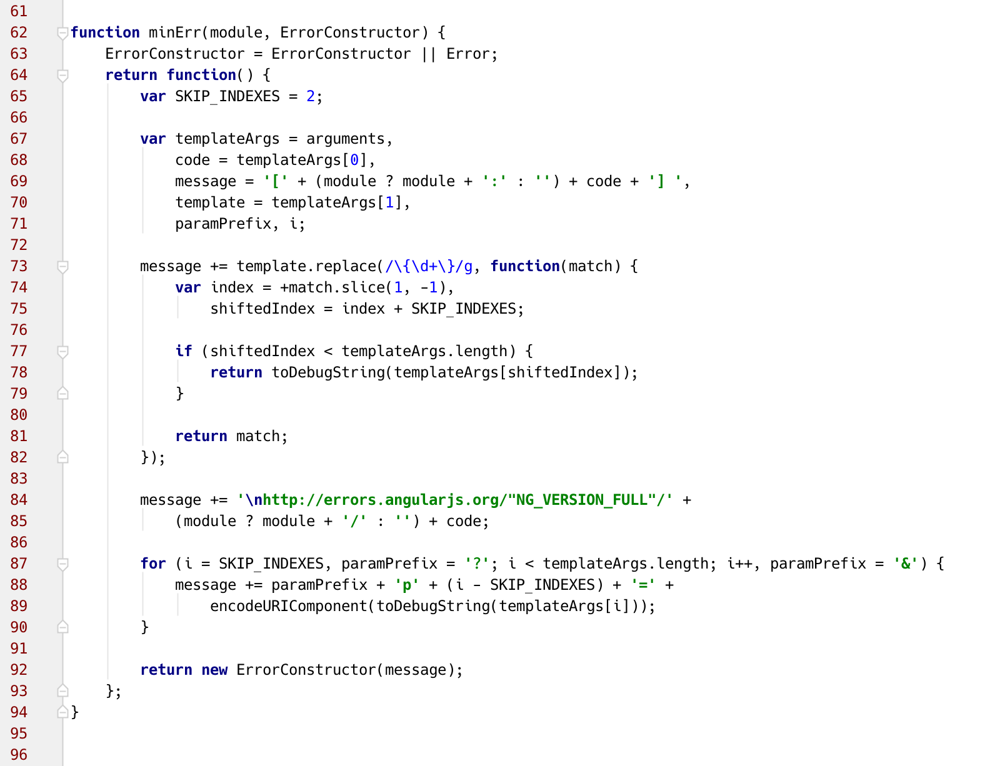 61
62 function minErr(module, ErrorConstructor) {
63     ErrorConstructor = ErrorConstructor || Error;
64     return function() {
65         var SKIP_INDEXES = 2;
66
67         var templateArgs = arguments,
68             code = templateArgs[0],
69             message = '[' + (module ? module + ':' : '') + code + '] ',
70             template = templateArgs[1],
71             paramPrefix, i;
72
73         message += template.replace(/\{\d+\}/g, function(match) {
74             var index = +match.slice(1, -1),
75                 shiftedIndex = index + SKIP_INDEXES;
76
77             if (shiftedIndex < templateArgs.length) {
78                 return toDebugString(templateArgs[shiftedIndex]);
79             }
80
81             return match;
82         });
83
84         message += '\nhttp://errors.angularjs.org/"NG_VERSION_FULL"/' +
85             (module ? module + '/' : '') + code;
86
87         for (i = SKIP_INDEXES, paramPrefix = '?'; i < templateArgs.length; i++, paramPrefix = '&') {
88             message += paramPrefix + 'p' + (i - SKIP_INDEXES) + '=' +
89                 encodeURIComponent(toDebugString(templateArgs[i]));
90         }
91
92         return new ErrorConstructor(message);
93     };
94 }
95
96